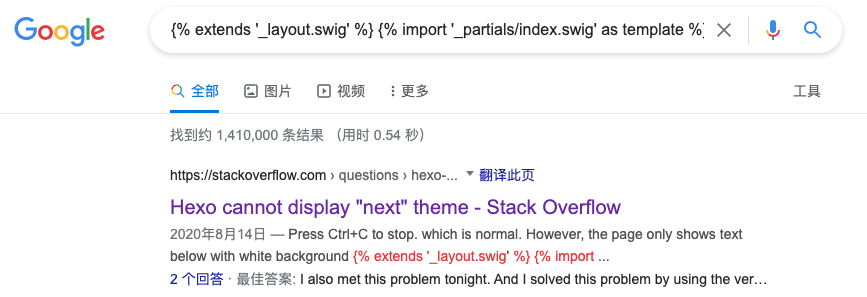 Google
{% extends '_layout.swig' %} {% import '_partials/index.swig' as template %}
全部 图片 视频 更多 工具
找到约 1,410,000 条结果 （用时 0.54 秒）
https://stackoverflow.com › questions › hexo-... 翻译此页
Hexo cannot display "next" theme - Stack Overflow
2020年8月14日 — Press Ctrl+C to stop. which is normal. However, the page only shows text
below with white background {% extends '_layout.swig' %} {% import ...
2 个回答 · 最佳答案: I also met this problem tonight. And I solved this problem by using the ver…